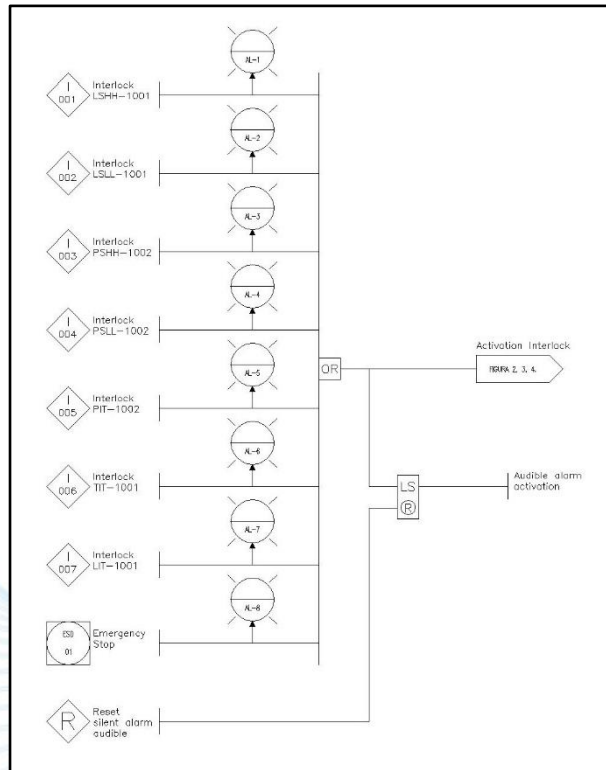 AL-1
I
001
Interlock
LSHH-1001
AL-2
I
002
Interlock
LSLL-1001
AL-3
I
003
Interlock
PSHH-1002
AL-4
I
004
Interlock
PSLL-1002
OR
Activation Interlock
FIGURA 2, 3, 4.
AL-5
I
005
Interlock
PIT-1002
AL-6
I
006
Interlock
TIT-1001
LS
R
Audible alarm
activation
AL-7
I
007
Interlock
LIT-1001
AL-8
ESD
01
Emergency
Stop
R
Reset
silent alarm
audible